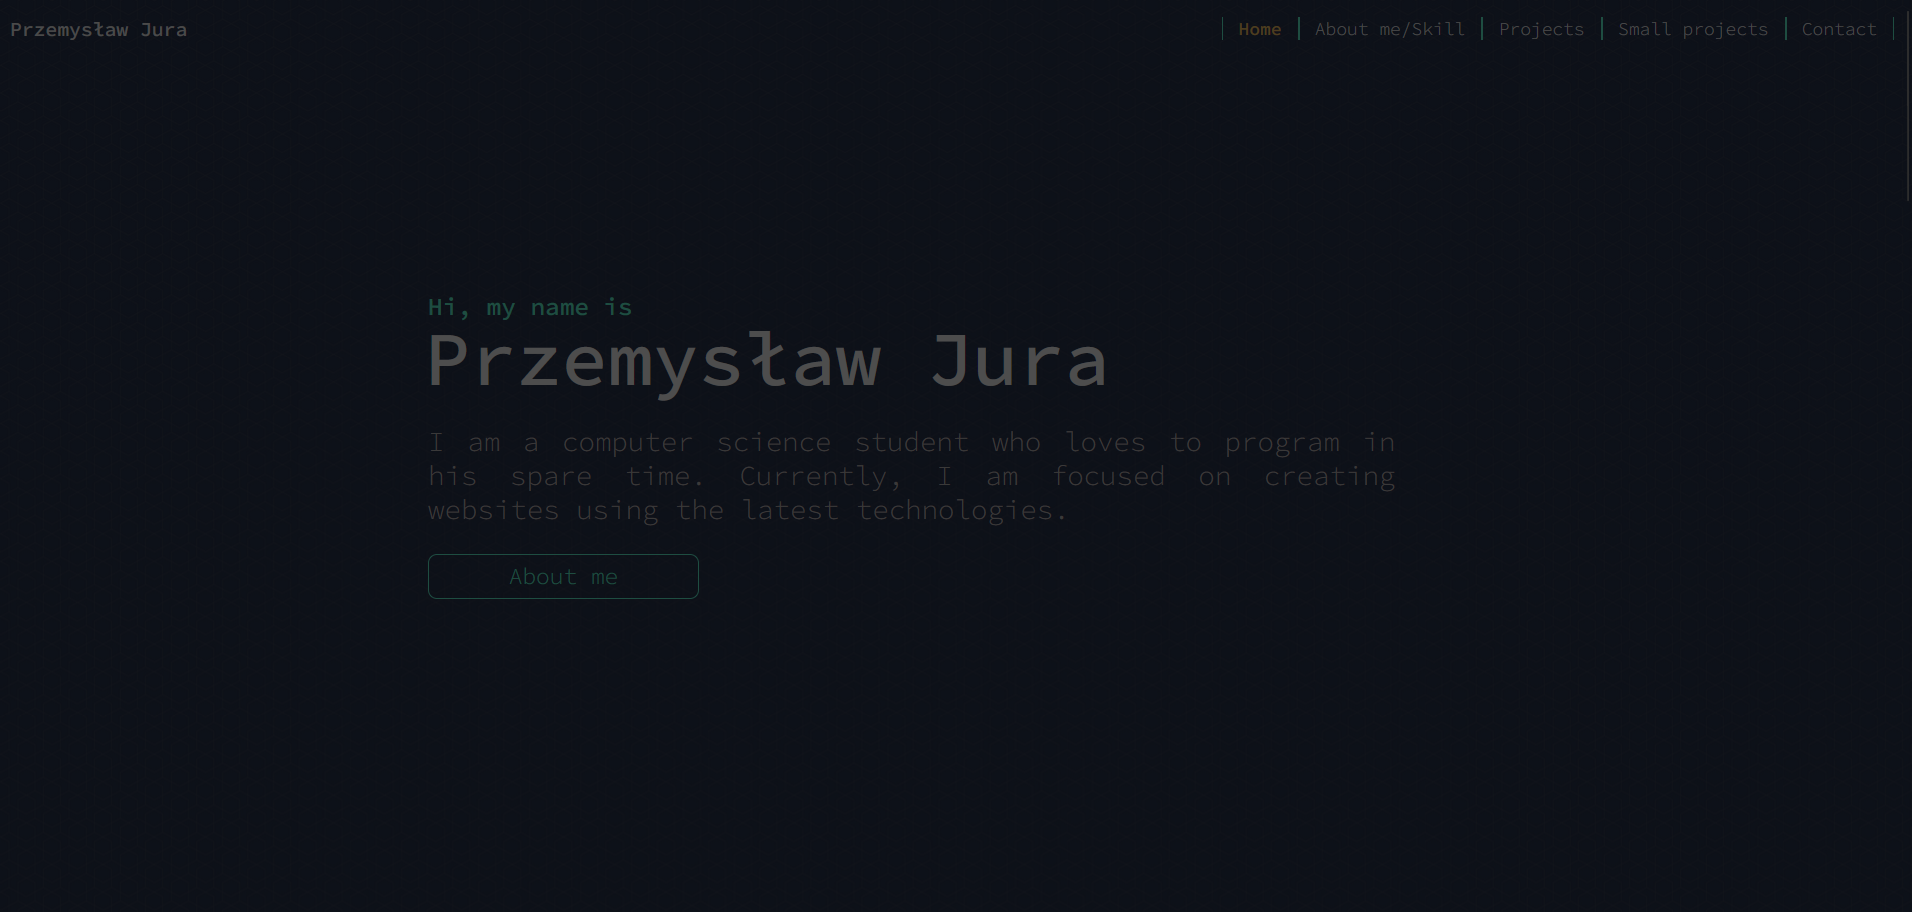 Przemysław Jura
Home
About me/Skill
Projects
Small projects
Contact
Hi, my name is
Przemysław Jura
I am a computer science student who loves to program in
his spare time. Currently, I am focused on creating
websites using the latest technologies.
About me